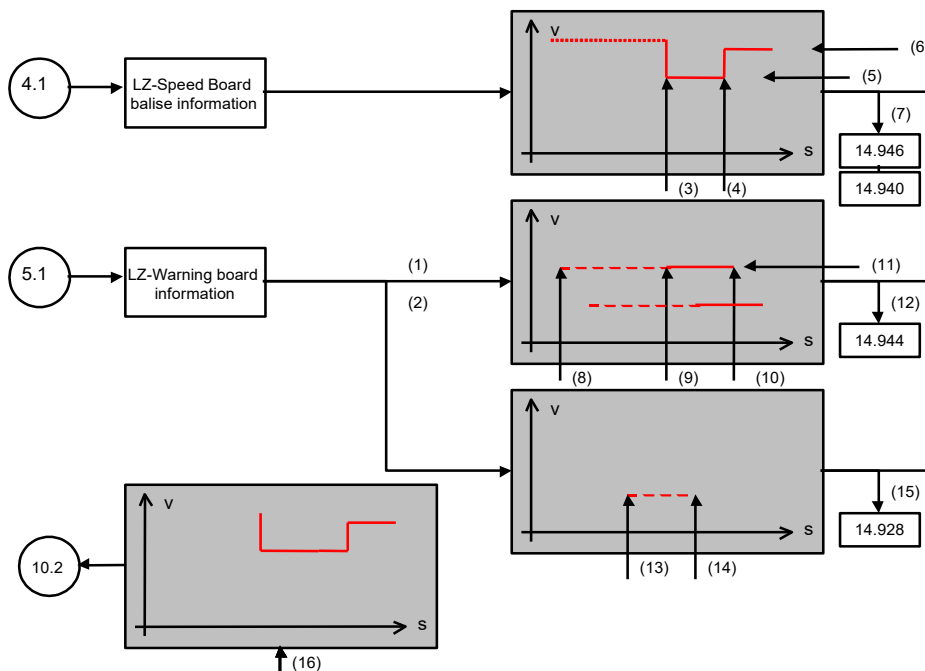 V
(6
4.1
LZ-Speed Board
balise information
(5)
(7)
14.946
S
14.940
(3)
(4)
V
5.1
LZ-Warning board
information
(1)
(2)
(11)
(12)
14.944
S
(8)
(9)
(10)
V
(15)
14.928
S
(13)
(14)
V
10.2
S
(16)